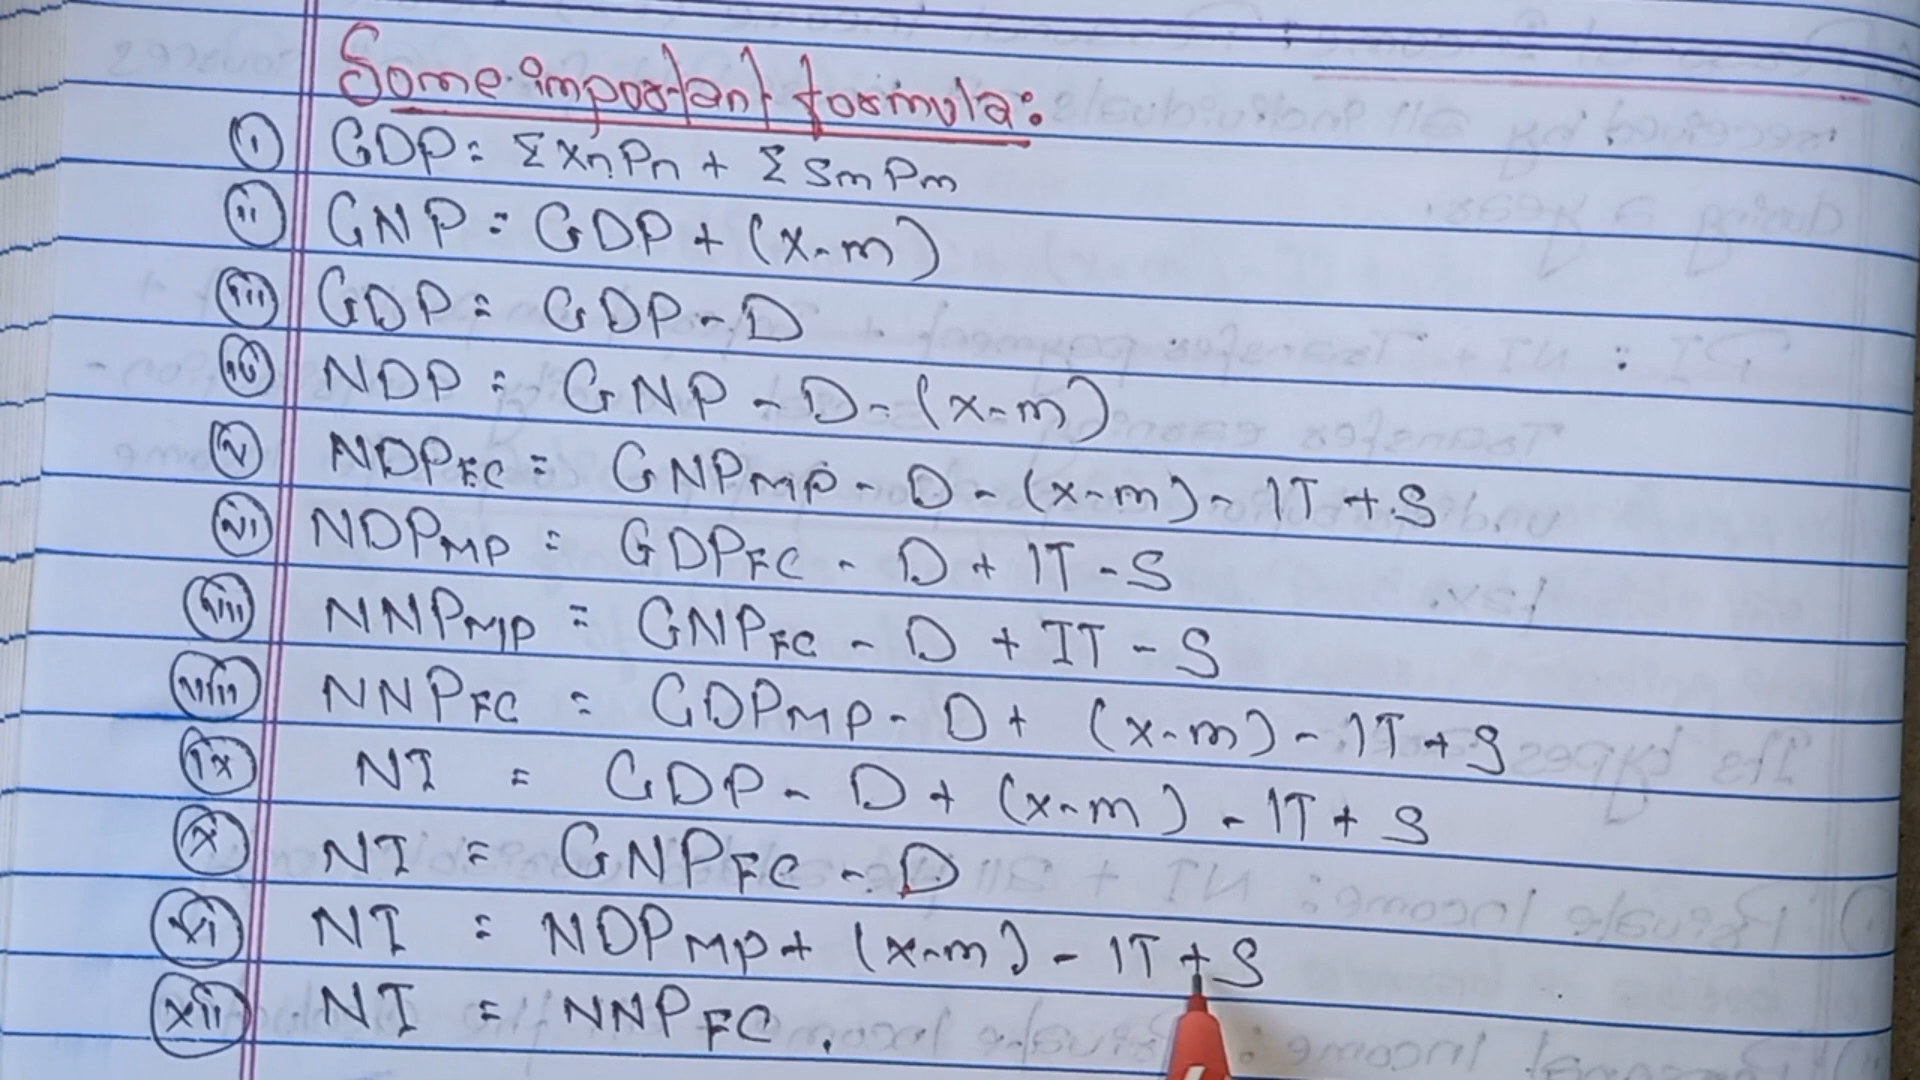 Some important formula:
(i) GDP = ΣXnPn + ΣSmPm
(ii) GNP = GDP + (x-m)
(iii) GDP = GDP - D
(iv) NDP = GNP - D - (x-m)
(v) NDPFC = GNPMP - D - (x-m) - IT + S
(vi) NDPMP = GDPFC - D + IT - S
(vii) NNPMP = GNPFC - D + IT - S
(viii) NNPFC = GDPMP - D + (x-m) - IT + S
(ix) NI = GDP - D + (x-m) - IT + S
(x) NI = GNPFC - D
(xi) NI = NDPMP + (x-m) - IT + S
(xii) NI = NNPFC.